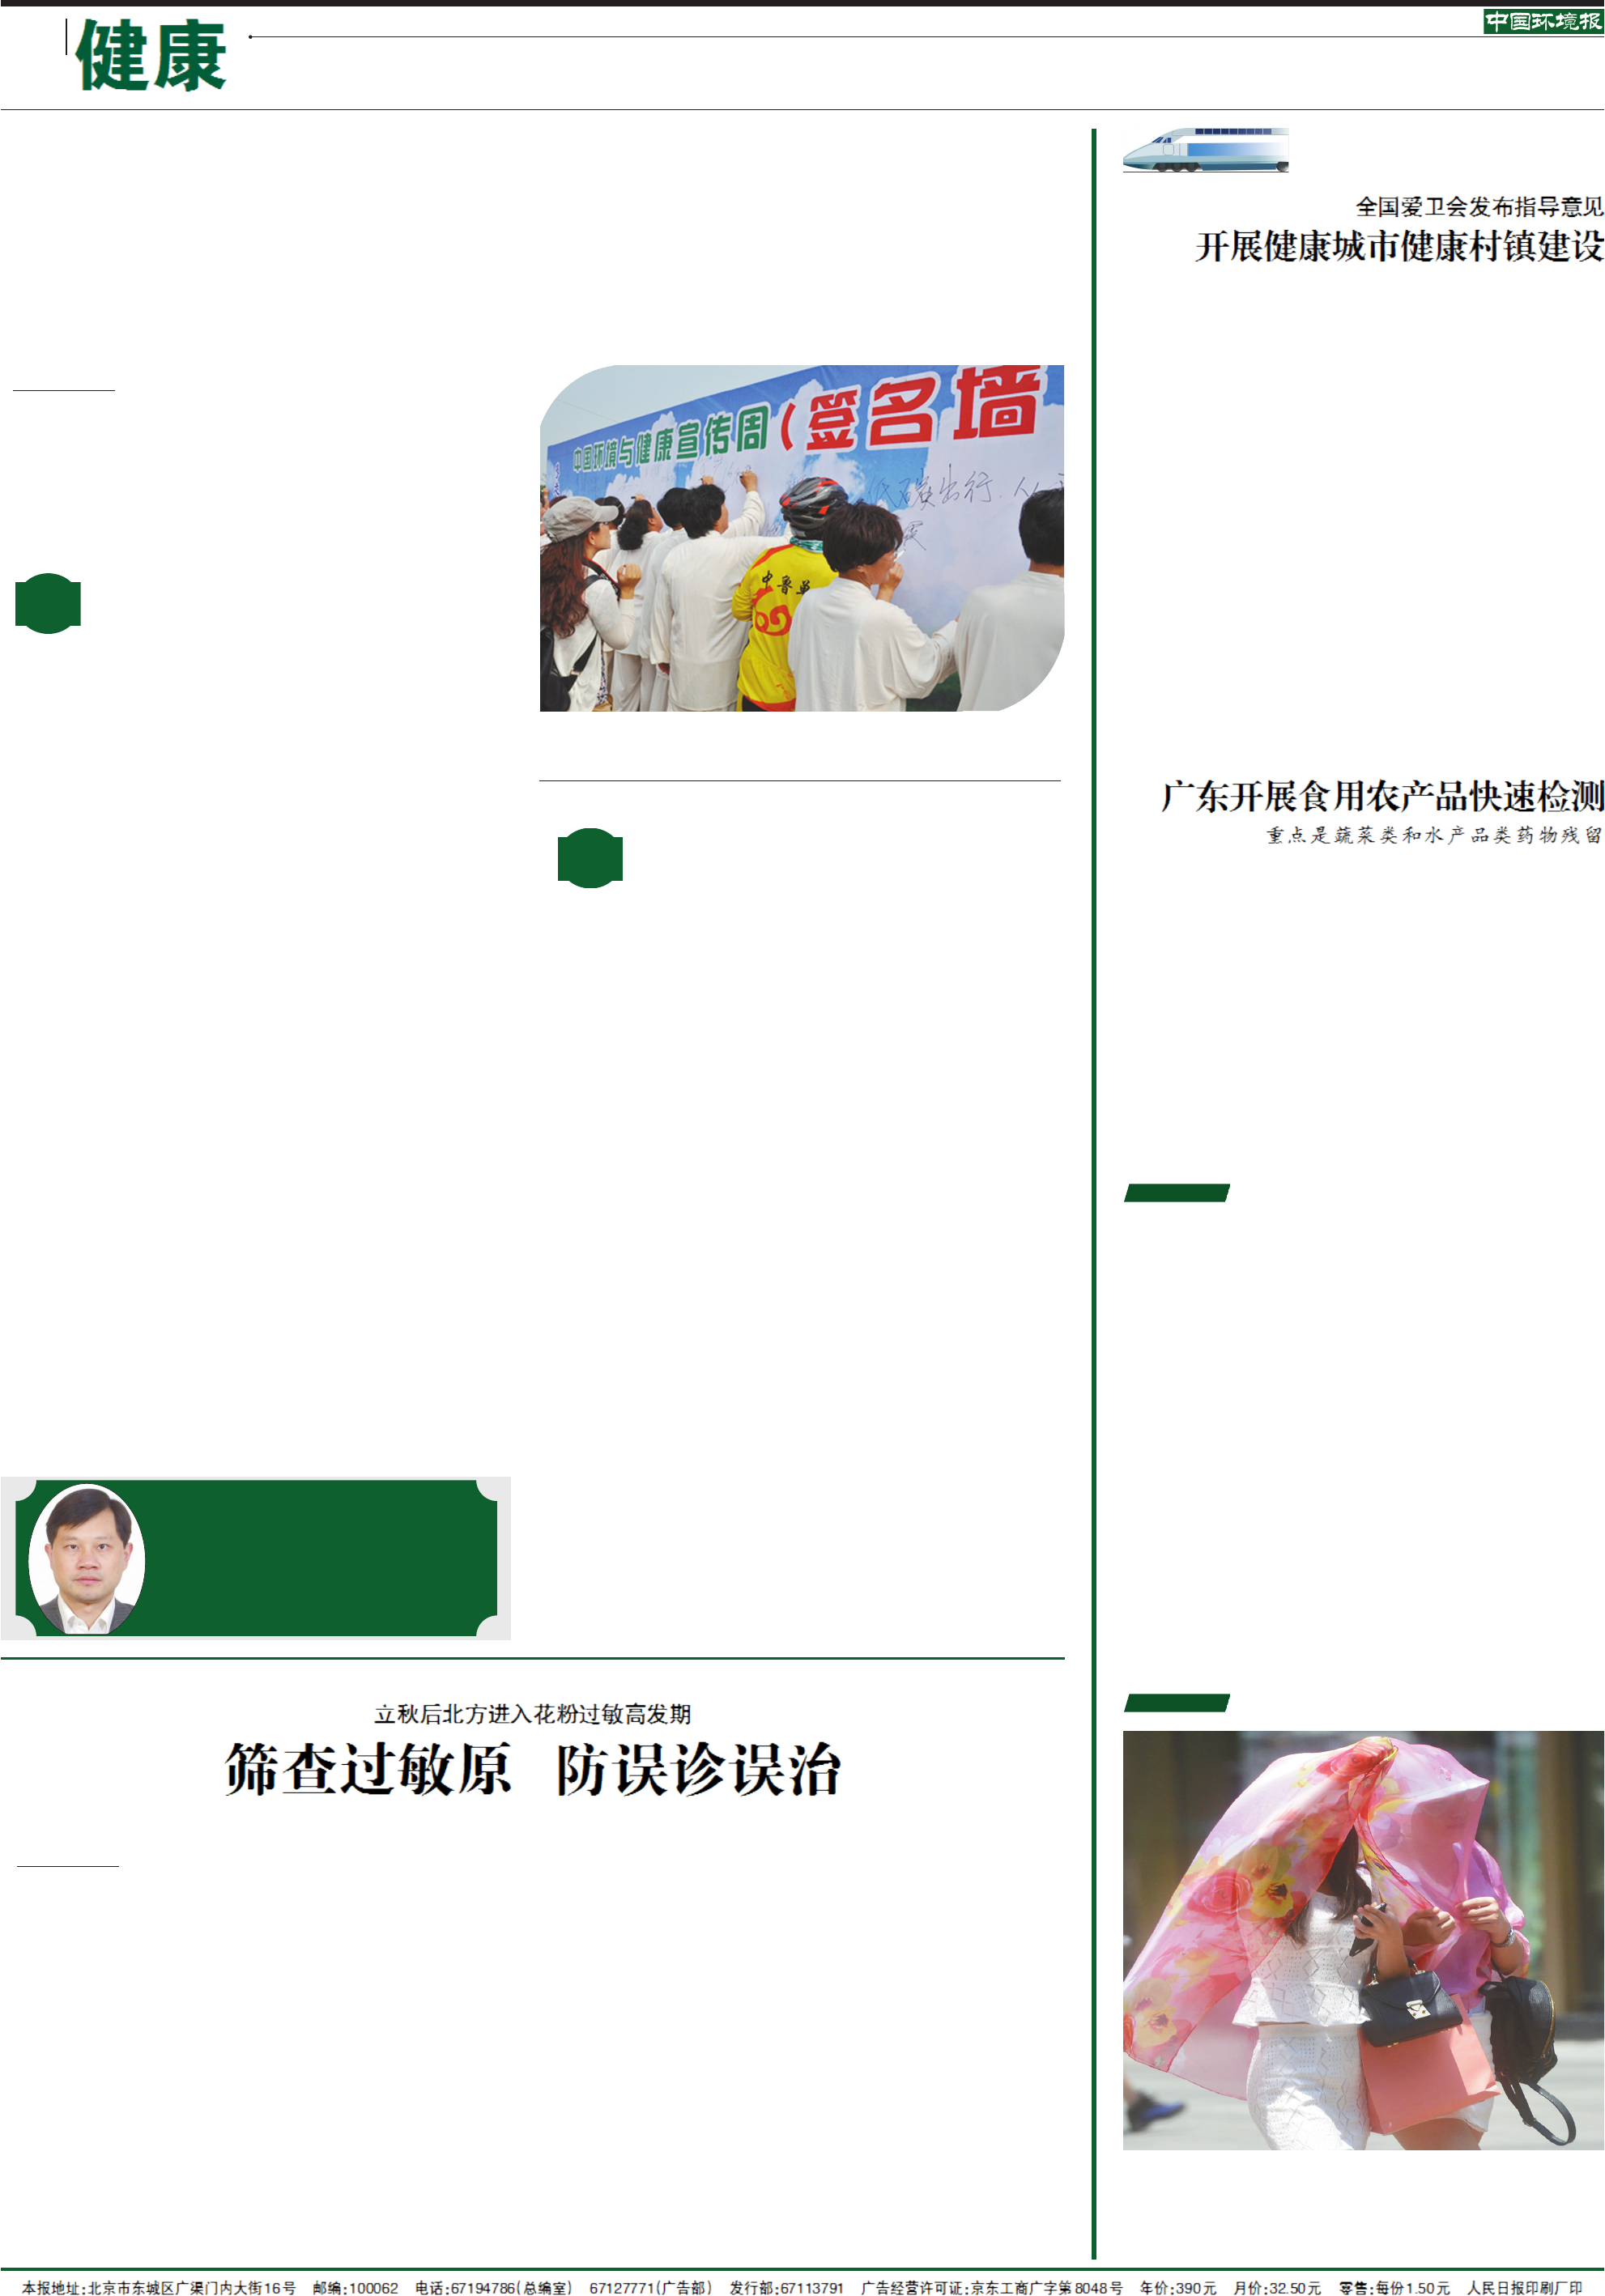 健康
中国环境报
全国爱卫会发布指导意见
开展健康城市健康村镇建设
中国环境与健康宣传周(签名墙
低碳出行,人人
中鲁
广东开展食用农产品快速检测
重点是蔬菜类和水产品类药物残留
立秋后北方进入花粉过敏高发期
筛查过敏原 防误诊误治
本报地址:北京市东城区广渠门内大街16号 邮编:100062 电话:67194786(总编室) 67127771(广告部) 发行部:67113791 广告经营许可证:京东工商广字第8048号 年价:390元 月价:32.50元 零售:每份1.50元 人民日报印刷厂印